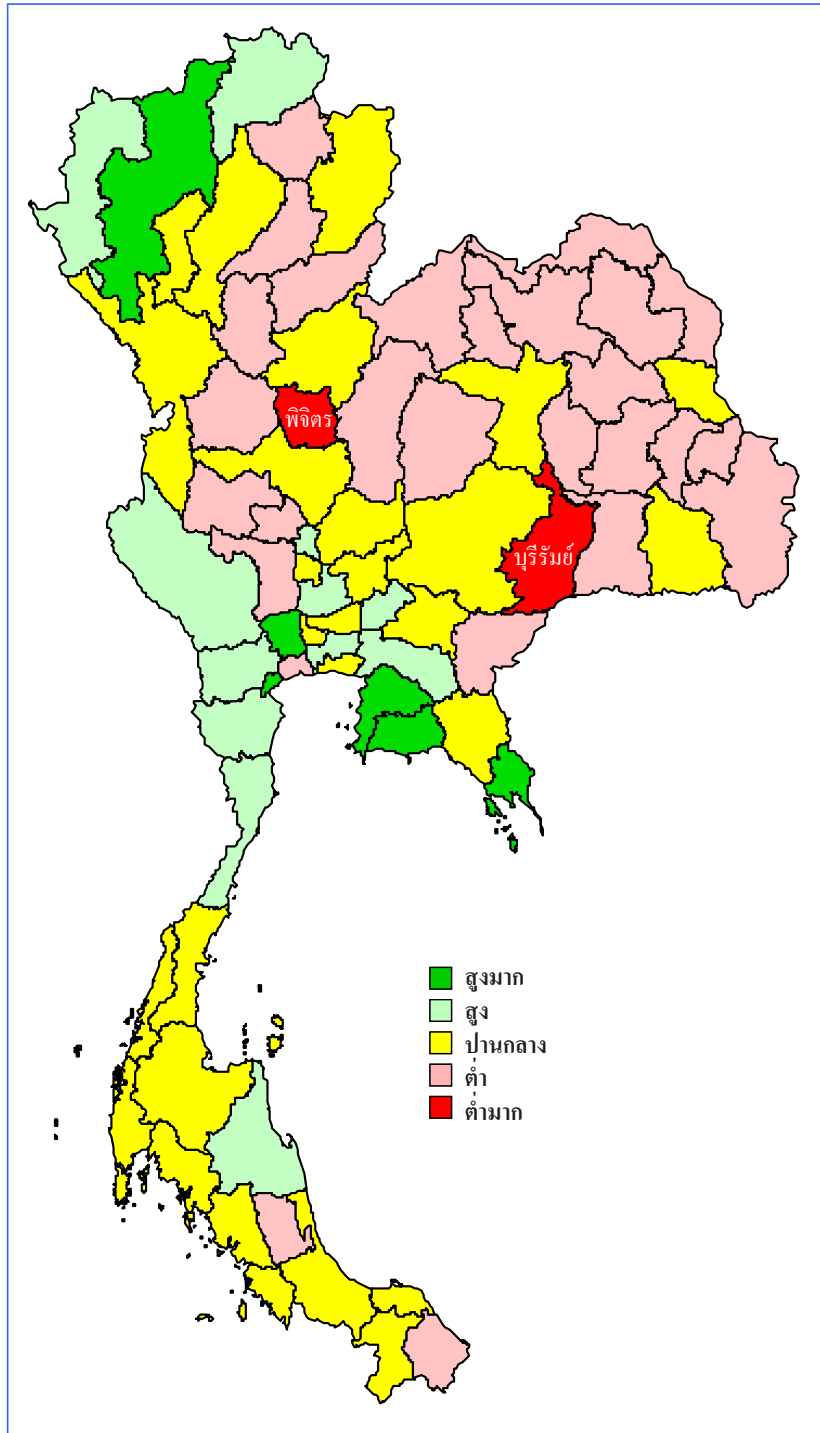 พิจิตร
บุรีรัมย์
สูงมาก
สูง
ปานกลาง
ต่ำ
ต่ำมาก